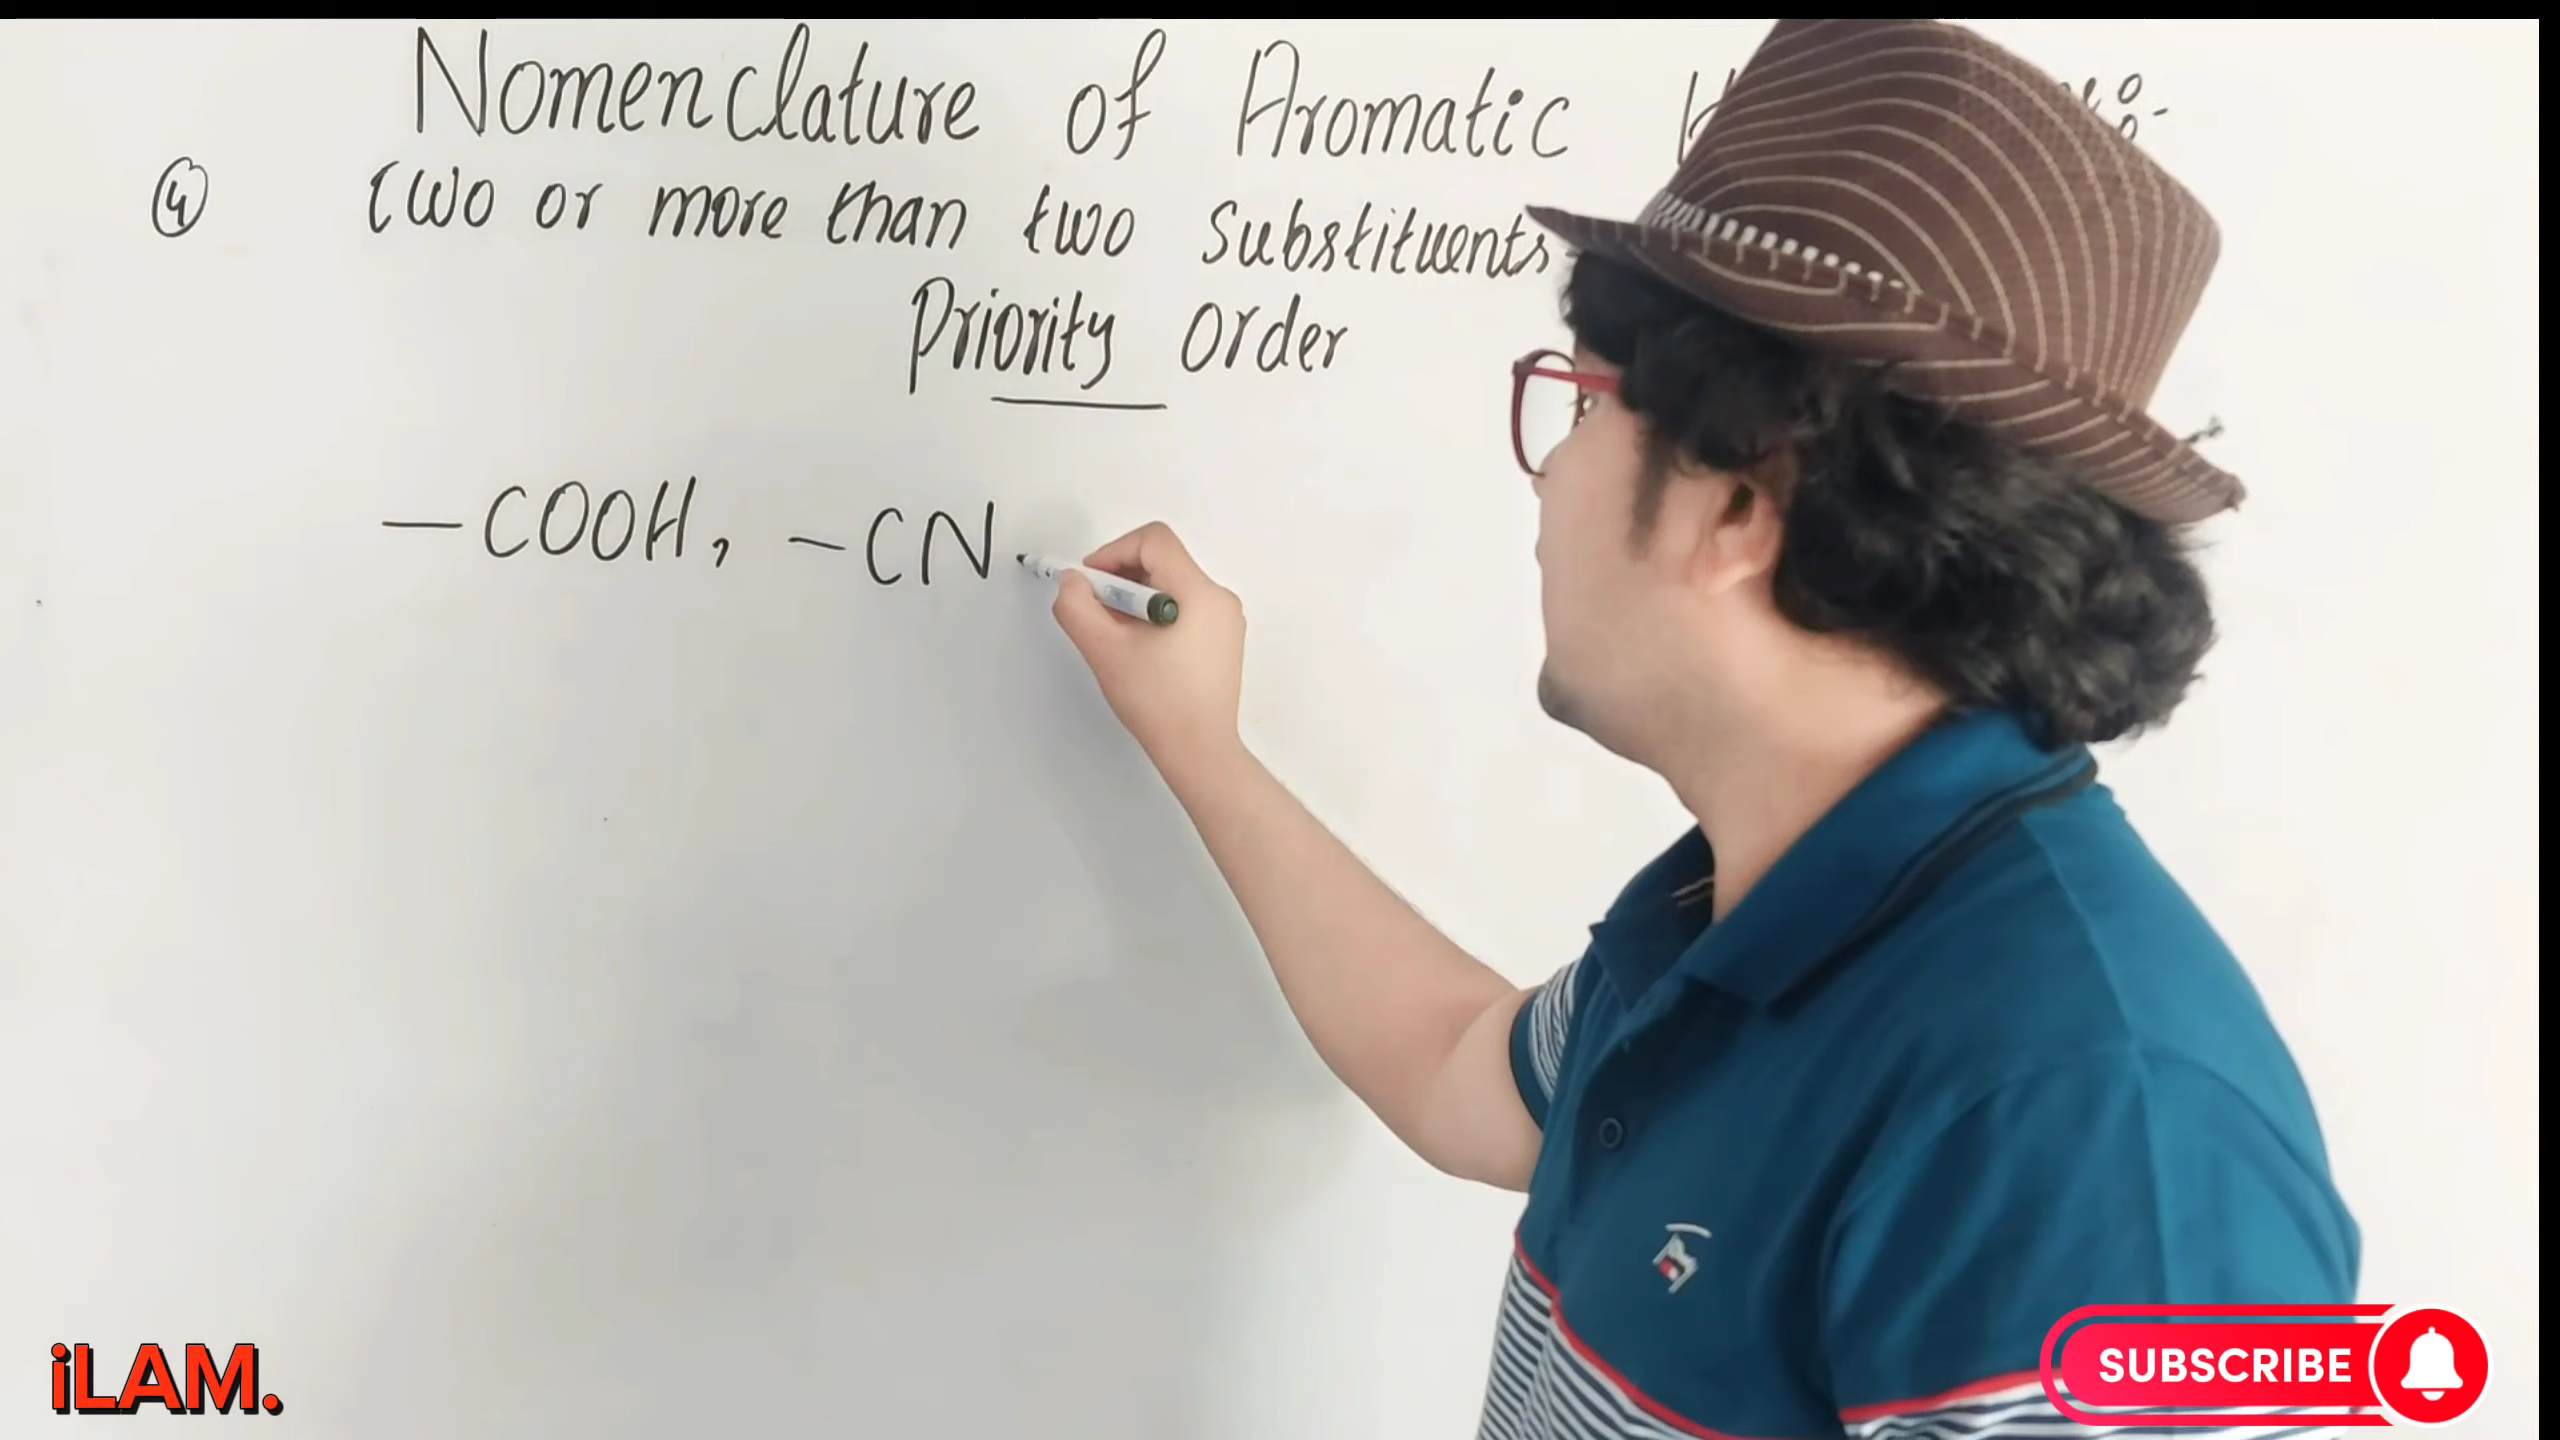 Nomenclature of Aromatic
④ two or more than two substituents
Priority order
—COOH, —CN
iLAM.
SUBSCRIBE